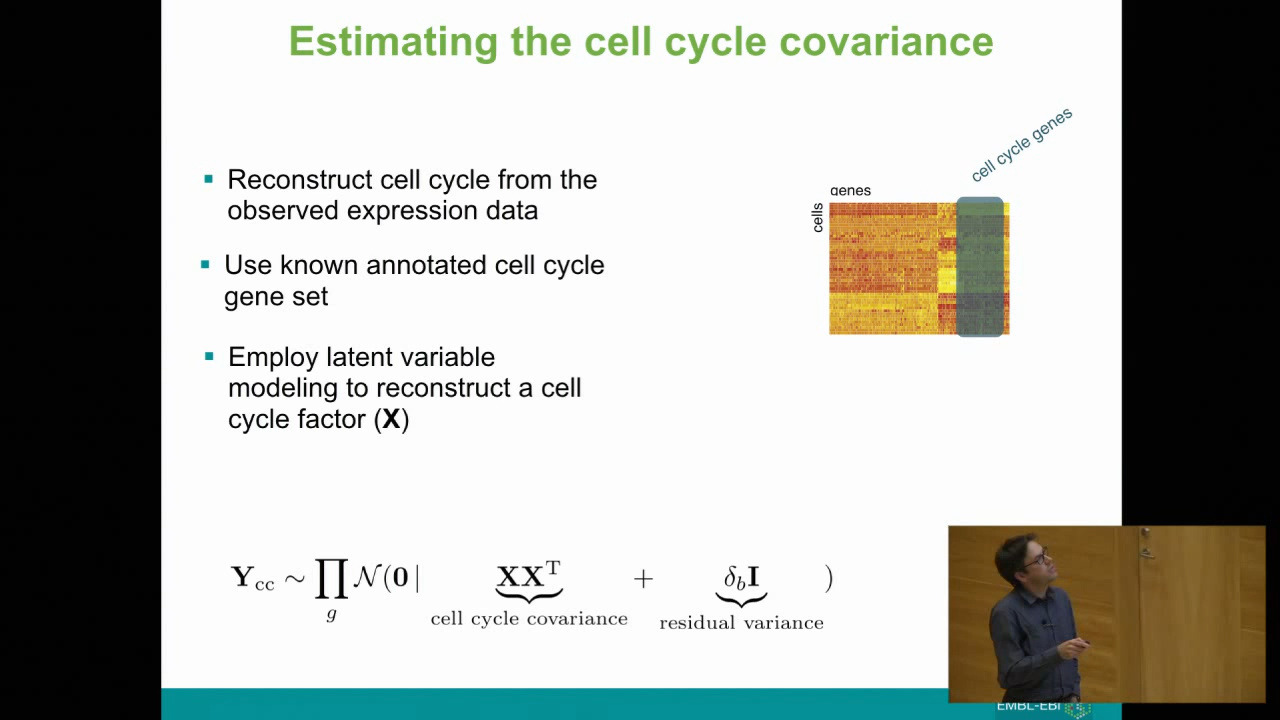 Estimating the cell cycle covariance
▪ Reconstruct cell cycle from the
observed expression data
▪ Use known annotated cell cycle
gene set
▪ Employ latent variable
modeling to reconstruct a cell
cycle factor (X)
cell cycle genes
genes
cells
Y_cc ∼ ∏_g 𝒩(0 | XX^T + δ_b I )
cell cycle covariance
residual variance
EMBL-EBI